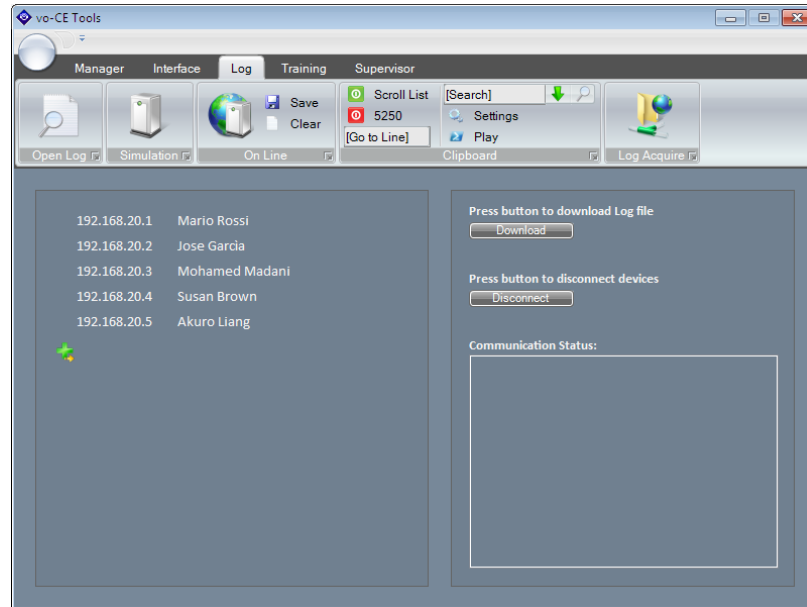 vo-CE Tools
Manager Interface Log Training Supervisor
Save
Clear
Scroll List
5250
[Go to Line]
[Search]
Settings
Play
Open Log
Simulation
On Line
Clipboard
Log Acquire
192.168.20.1 Mario Rossi
192.168.20.2 Jose Garcìa
192.168.20.3 Mohamed Madani
192.168.20.4 Susan Brown
192.168.20.5 Akuro Liang
Press button to download Log file
Download
Press button to disconnect devices
Disconnect
Communication Status: